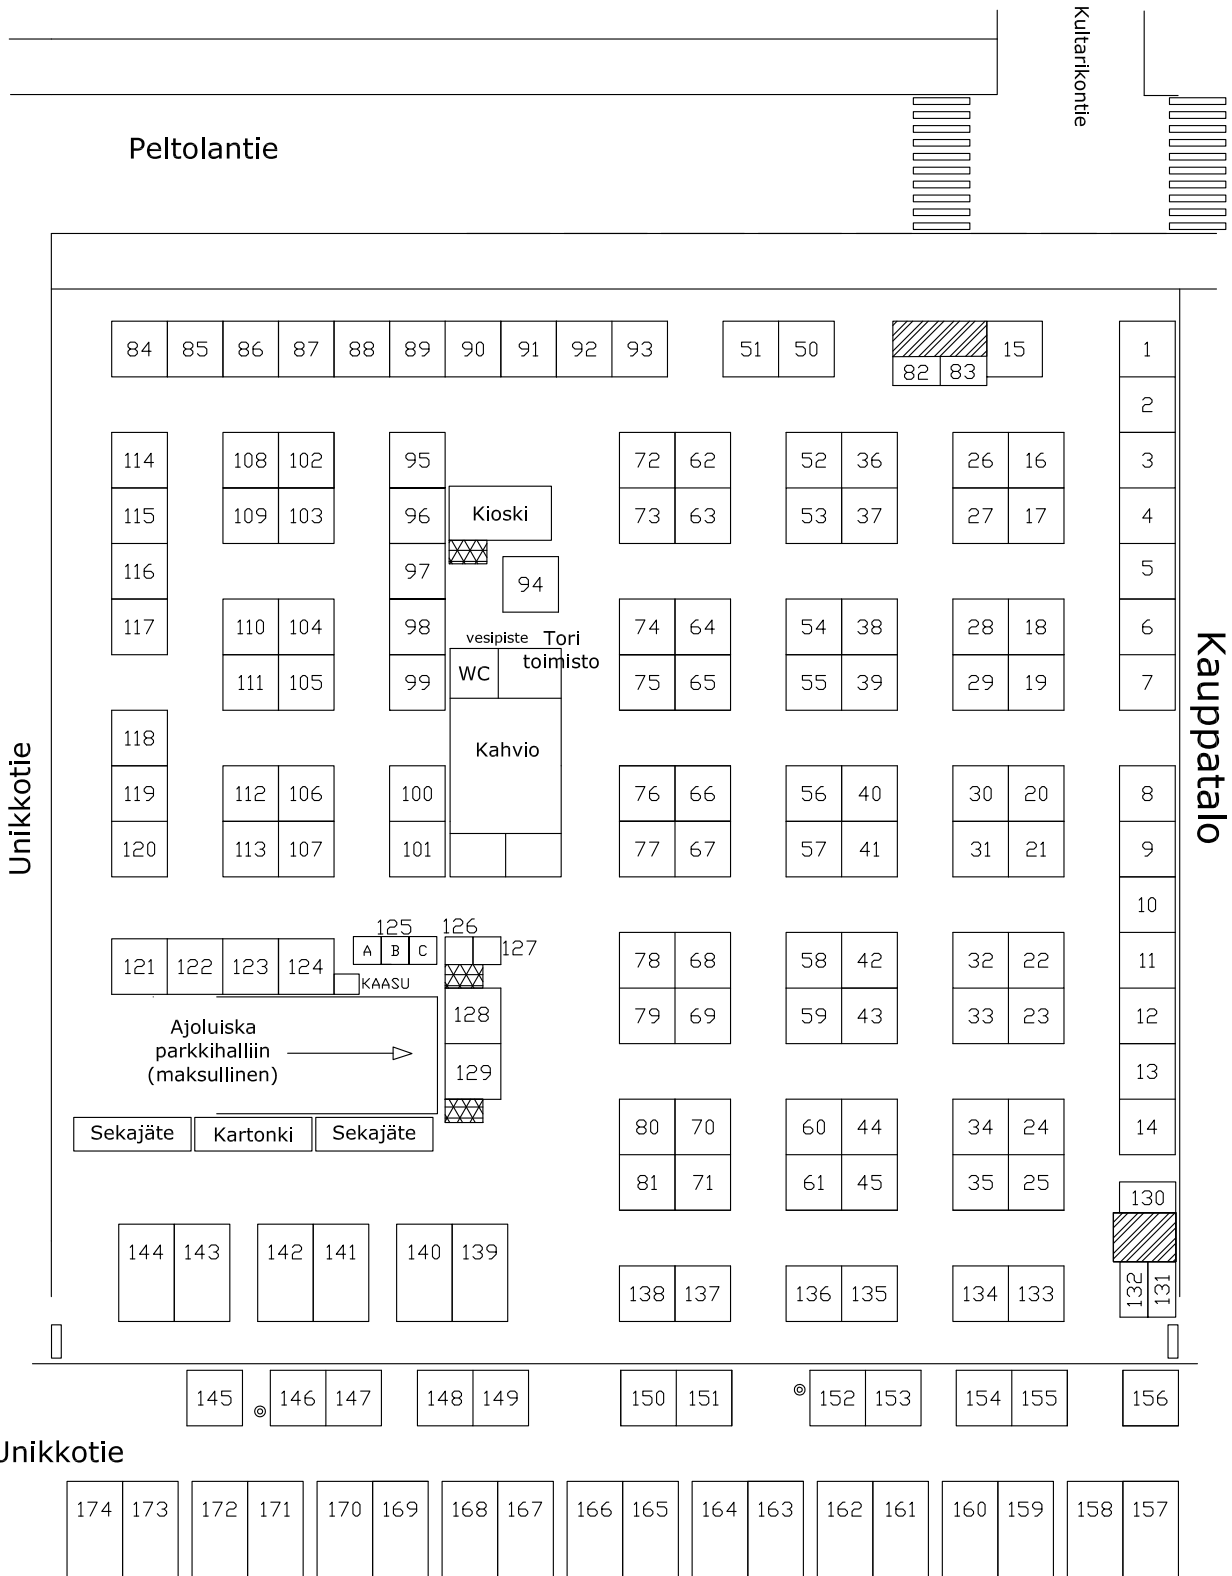 Kultarikontie
Peltolantie
84 85 86 87 88 89 90 91 92 93 51 50 15 1
82 83
2
114 108 102 95 72 62 52 36 26 16 3
115 109 103 96 Kioski 73 63 53 37 27 17 4
116 97 5
94
117 110 104 98 74 64 54 38 28 18 6
vesipiste Tori
toimisto
WC
111 105 99 75 65 55 39 29 19 7
Kauppatalo
118
Kahvio
Unikkotie
119 112 106 100 76 66 56 40 30 20 8
120 113 107 101 77 67 57 41 31 21 9
10
125 126
A B C 127
121 122 123 124 78 68 58 42 32 22 11
KAASU
128 79 69 59 43 33 23 12
Ajoluiska
parkkihalliin
(maksullinen)
129 13
Sekajäte Kartonki Sekajäte
80 70 60 44 34 24 14
81 71 61 45 35 25
130
144 143 142 141 140 139
138 137 136 135 134 133 132 131
145 146 147 148 149 150 151 152 153 154 155 156
Unikkotie
174 173 172 171 170 169 168 167 166 165 164 163 162 161 160 159 158 157